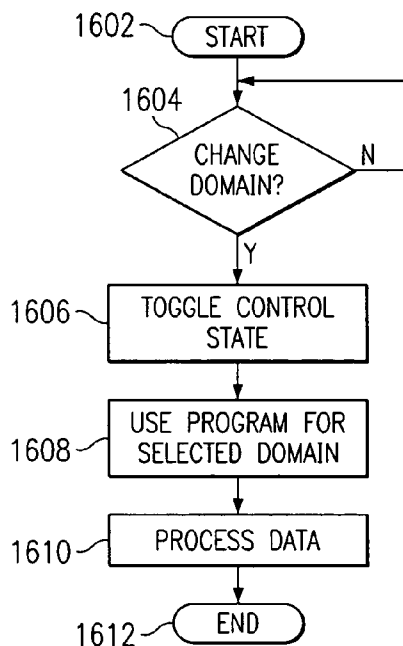 1602
START
1604
CHANGE
DOMAIN?
N
Y
1606
TOGGLE CONTROL
STATE
1608
USE PROGRAM FOR
SELECTED DOMAIN
1610
PROCESS DATA
1612
END